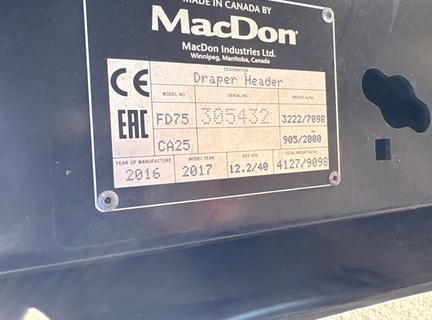 MADE IN CANADA BY
MacDon
MacDon Industries Ltd.
Winnipeg, Manitoba, Canada
DESIGNATION
Draper Header
MODEL NO. SERIAL NO. WEIGHT kg/lbs
CE FD75 305432 3222/7098
EAC CA25 905/2000
YEAR OF MANUFACTURE MODEL YEAR SIZE m/ft TOTAL WEIGHT kg/lbs
2016 2017 12.2/40 4127/9098